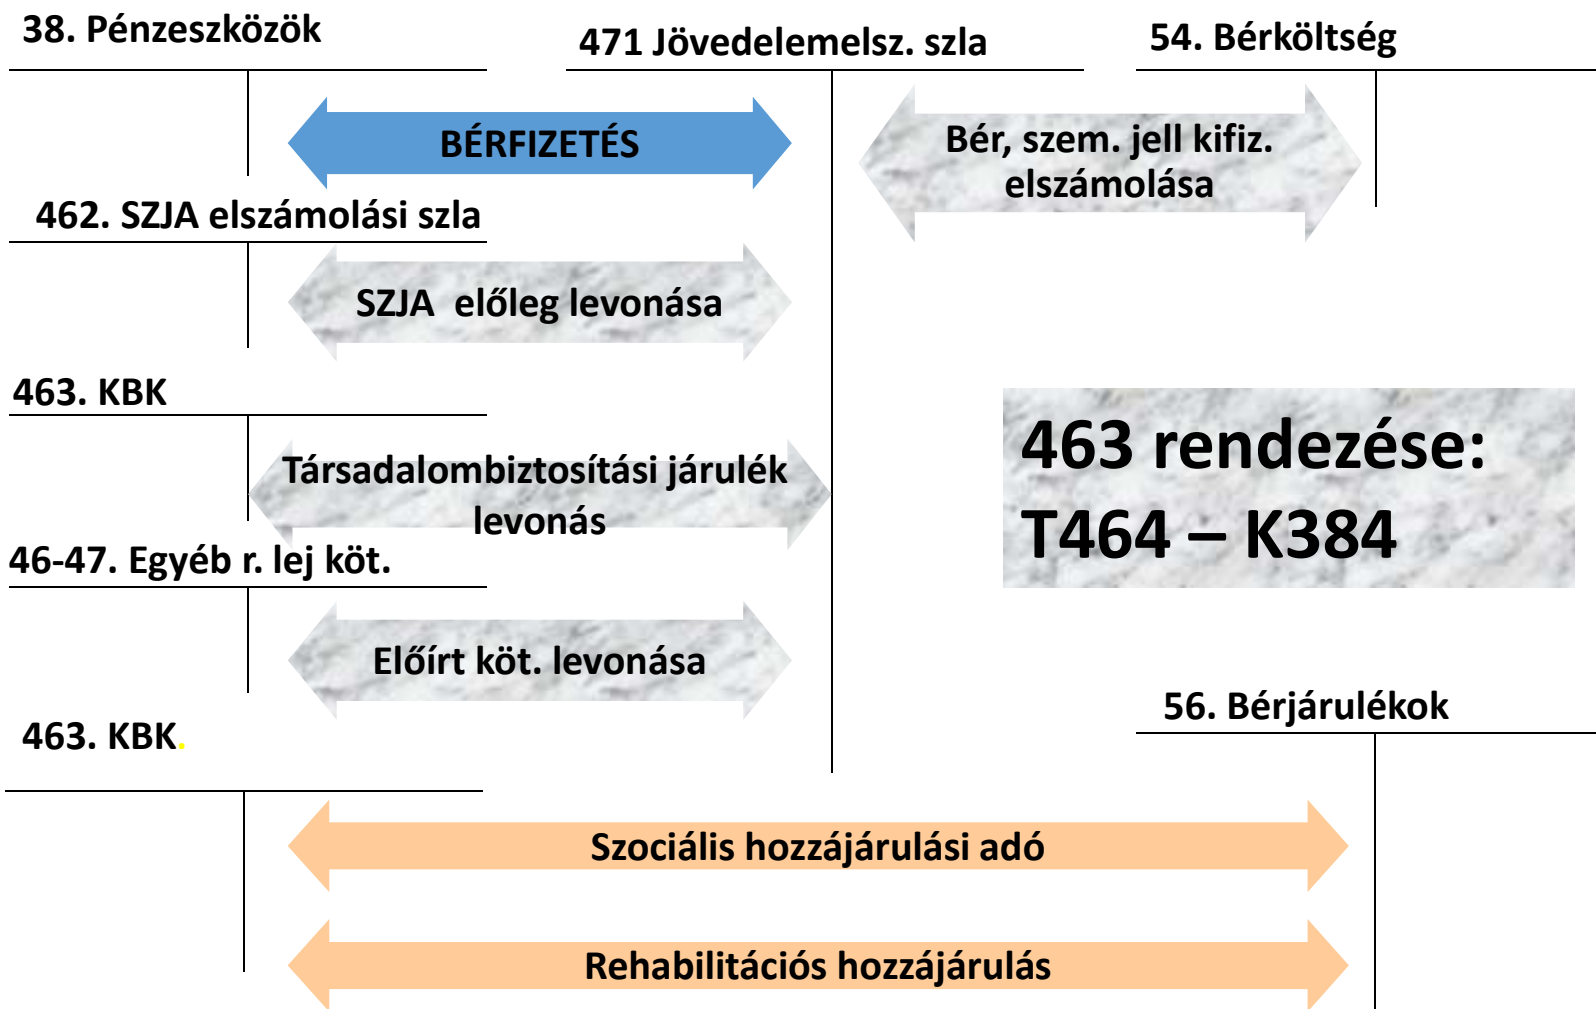 38. Pénzeszközök
471 Jövedelemelsz. szla
54. Bérköltség
BÉRFIZETÉS
Bér, szem. jell kifiz.
elszámolása
462. SZJA elszámolási szla
SZJA előleg levonása
463. KBK
Társadalombiztosítási járulék
levonás
463 rendezése:
T464 – K384
46-47. Egyéb r. lej köt.
Előírt köt. levonása
56. Bérjárulékok
463. KBK.
Szociális hozzájárulási adó
Rehabilitációs hozzájárulás